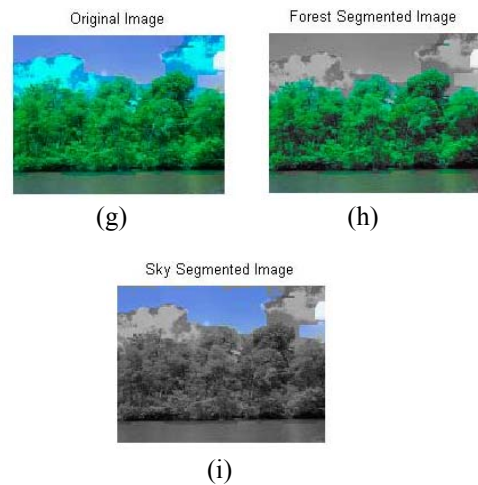 Original Image
Forest Segmented Image
(g)
(h)
Sky Segmented Image
(i)